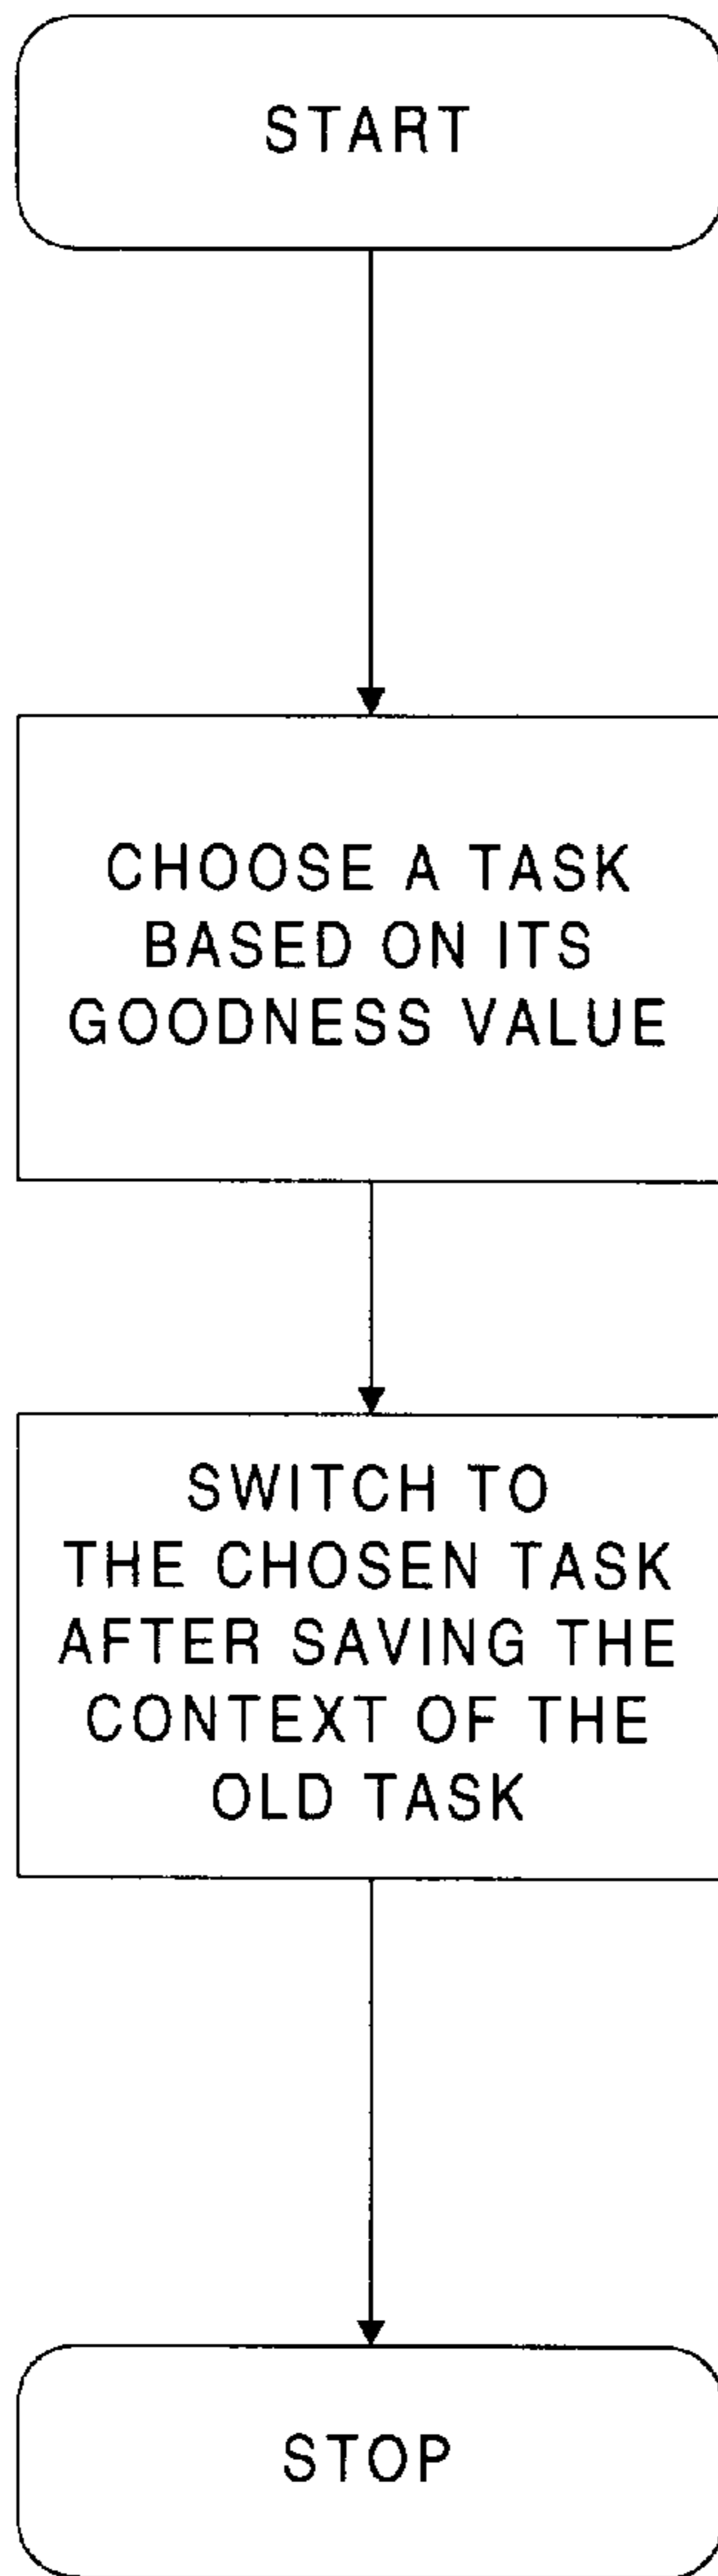 START
CHOOSE A TASK
BASED ON ITS
GOODNESS VALUE
SWITCH TO
THE CHOSEN TASK
AFTER SAVING THE
CONTEXT OF THE
OLD TASK
STOP